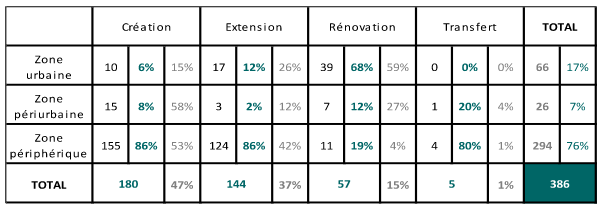 Création Extension Rénovation Transfert TOTAL
Zone urbaine 10 6% 15% 17 12% 26% 39 68% 59% 0 0% 0% 66 17%
Zone périurbaine 15 8% 58% 3 2% 12% 7 12% 27% 1 20% 4% 26 7%
Zone périphérique 155 86% 53% 124 86% 42% 11 19% 4% 4 80% 1% 294 76%
TOTAL 180 47% 144 37% 57 15% 5 1% 386